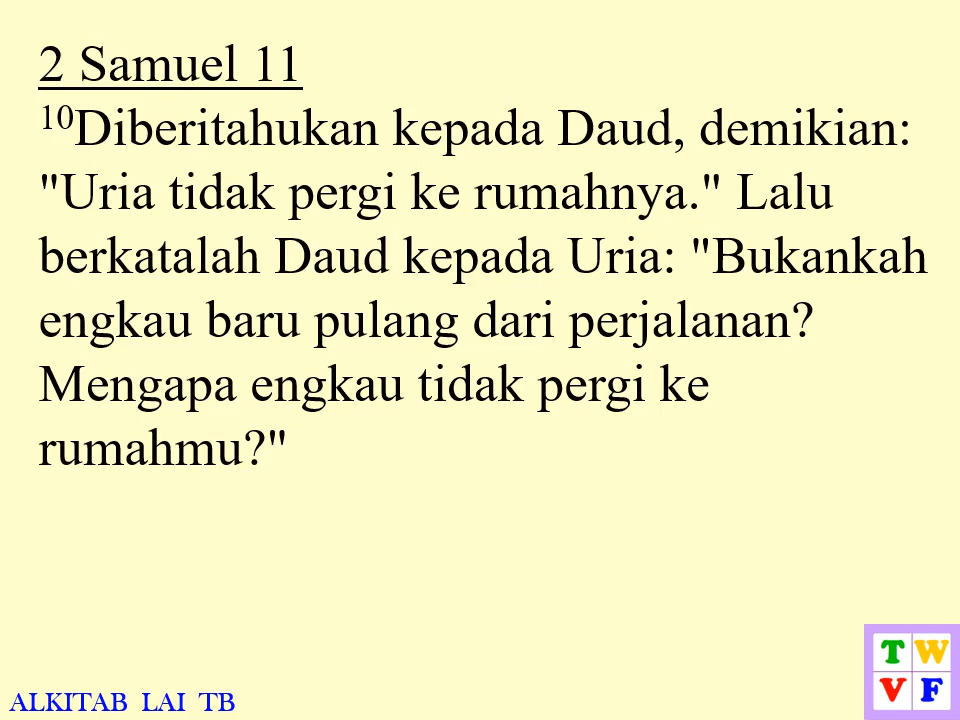 2 Samuel 11
10Diberitahukan kepada Daud, demikian:
"Uria tidak pergi ke rumahnya." Lalu
berkatalah Daud kepada Uria: "Bukankah
engkau baru pulang dari perjalanan?
Mengapa engkau tidak pergi ke
rumahmu?"
T W
V F
ALKITAB LAI TB